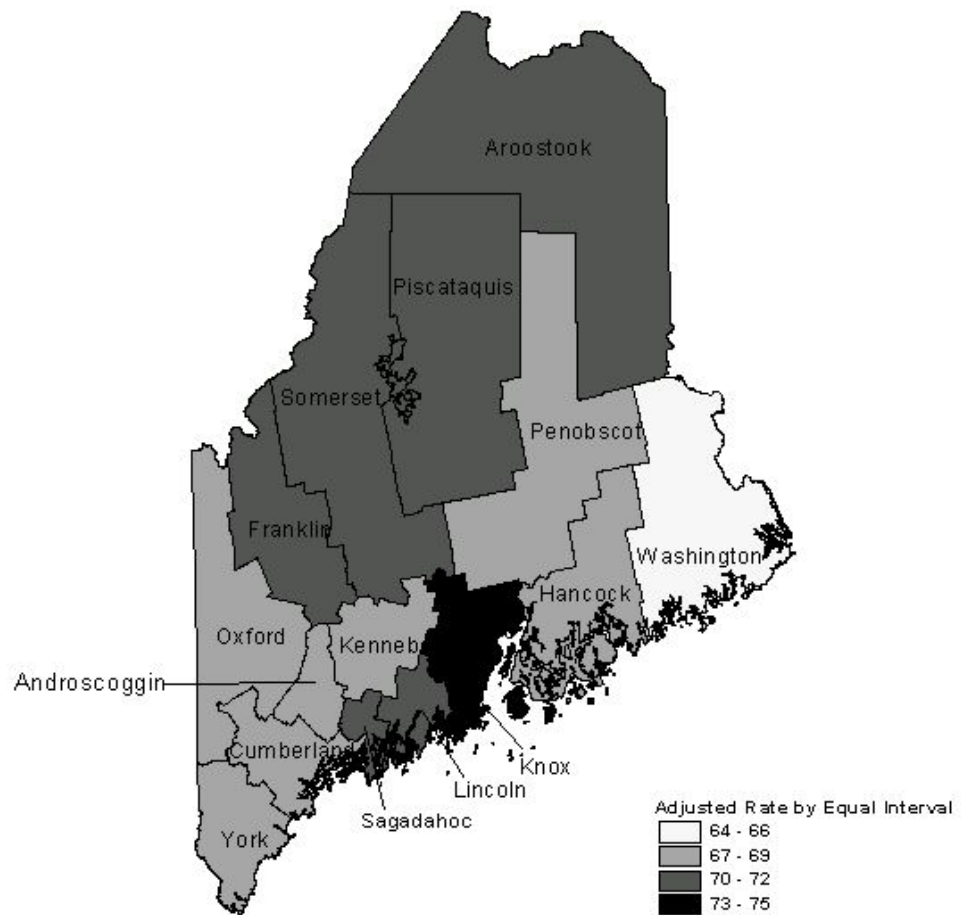 Aroostook
Piscataquis
Somerset
Penobscot
Franklin
Washington
Hancock
Oxford
Kenneb
Androscoggin
Cumberland
Knox
Lincoln
Sagadahoc
York
Adjusted Rate by Equal Interval
64 - 66
67 - 69
70 - 72
73 - 75